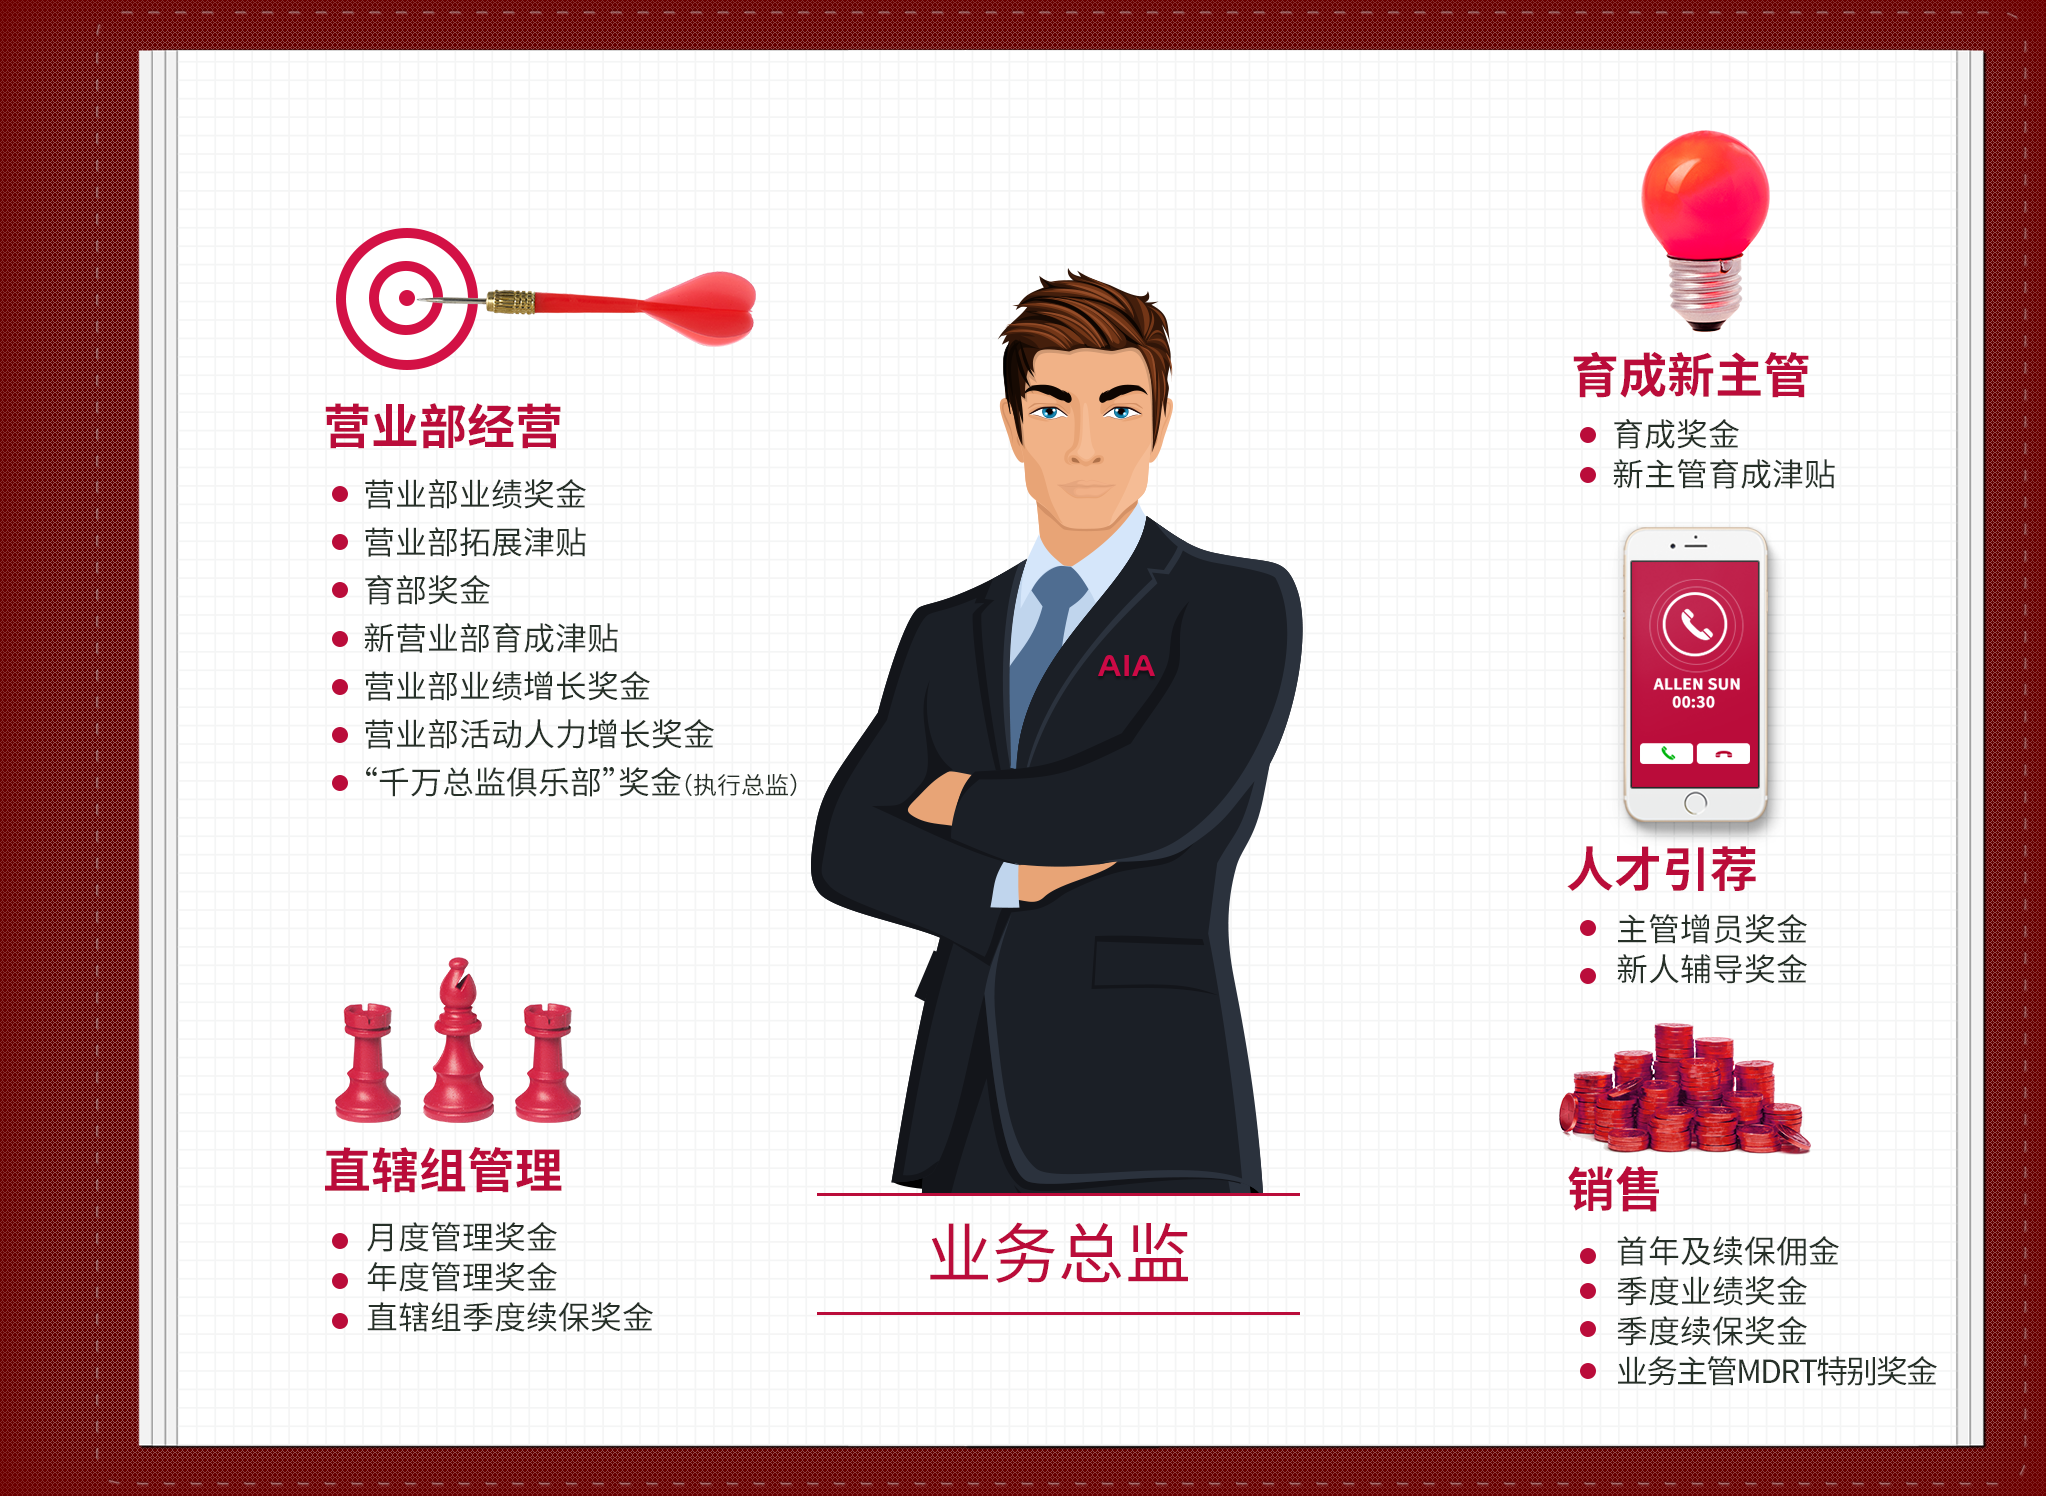 营业部经营
营业部业绩奖金
营业部拓展津贴
育部奖金
新营业部育成津贴
营业部业绩增长奖金
营业部活动人力增长奖金
“千万总监俱乐部”奖金(执行总监)
直辖组管理
月度管理奖金
年度管理奖金
直辖组季度续保奖金
AIA
业务总监
育成新主管
育成奖金
新主管育成津贴
ALLEN SUN
00:30
人才引荐
主管增员奖金
新人辅导奖金
销售
首年及续保佣金
季度业绩奖金
季度续保奖金
业务主管MDRT特别奖金